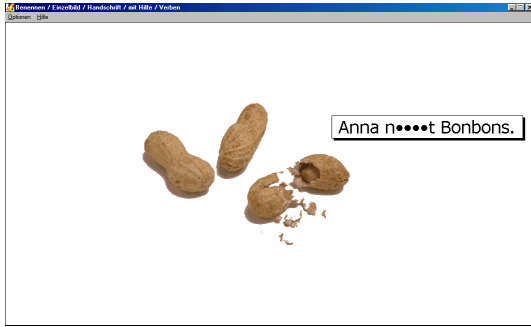 Benennen / Einzelbild / Handschrift / mit Hilfe / Verben
Optionen Hilfe
Anna n●●●●t Bonbons.